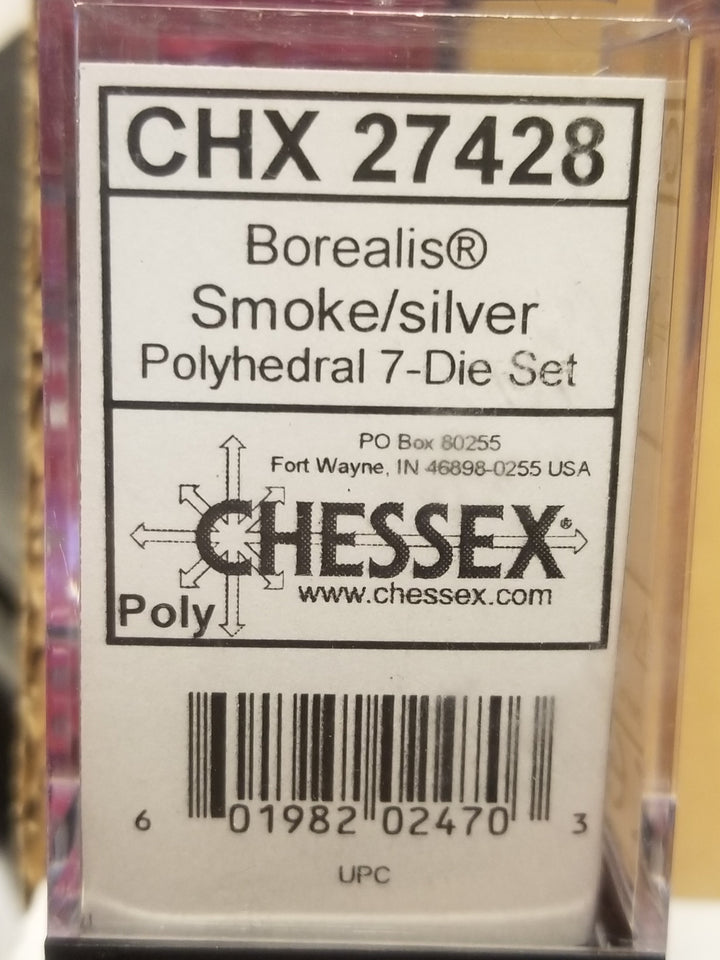 CHX 27428
Borealis®
Smoke/silver
Polyhedral 7-Die Set
PO Box 80255
Fort Wayne, IN 46898-0255 USA
CHESSEX®
www.chessex.com
Poly
6 01982 02470 3
UPC